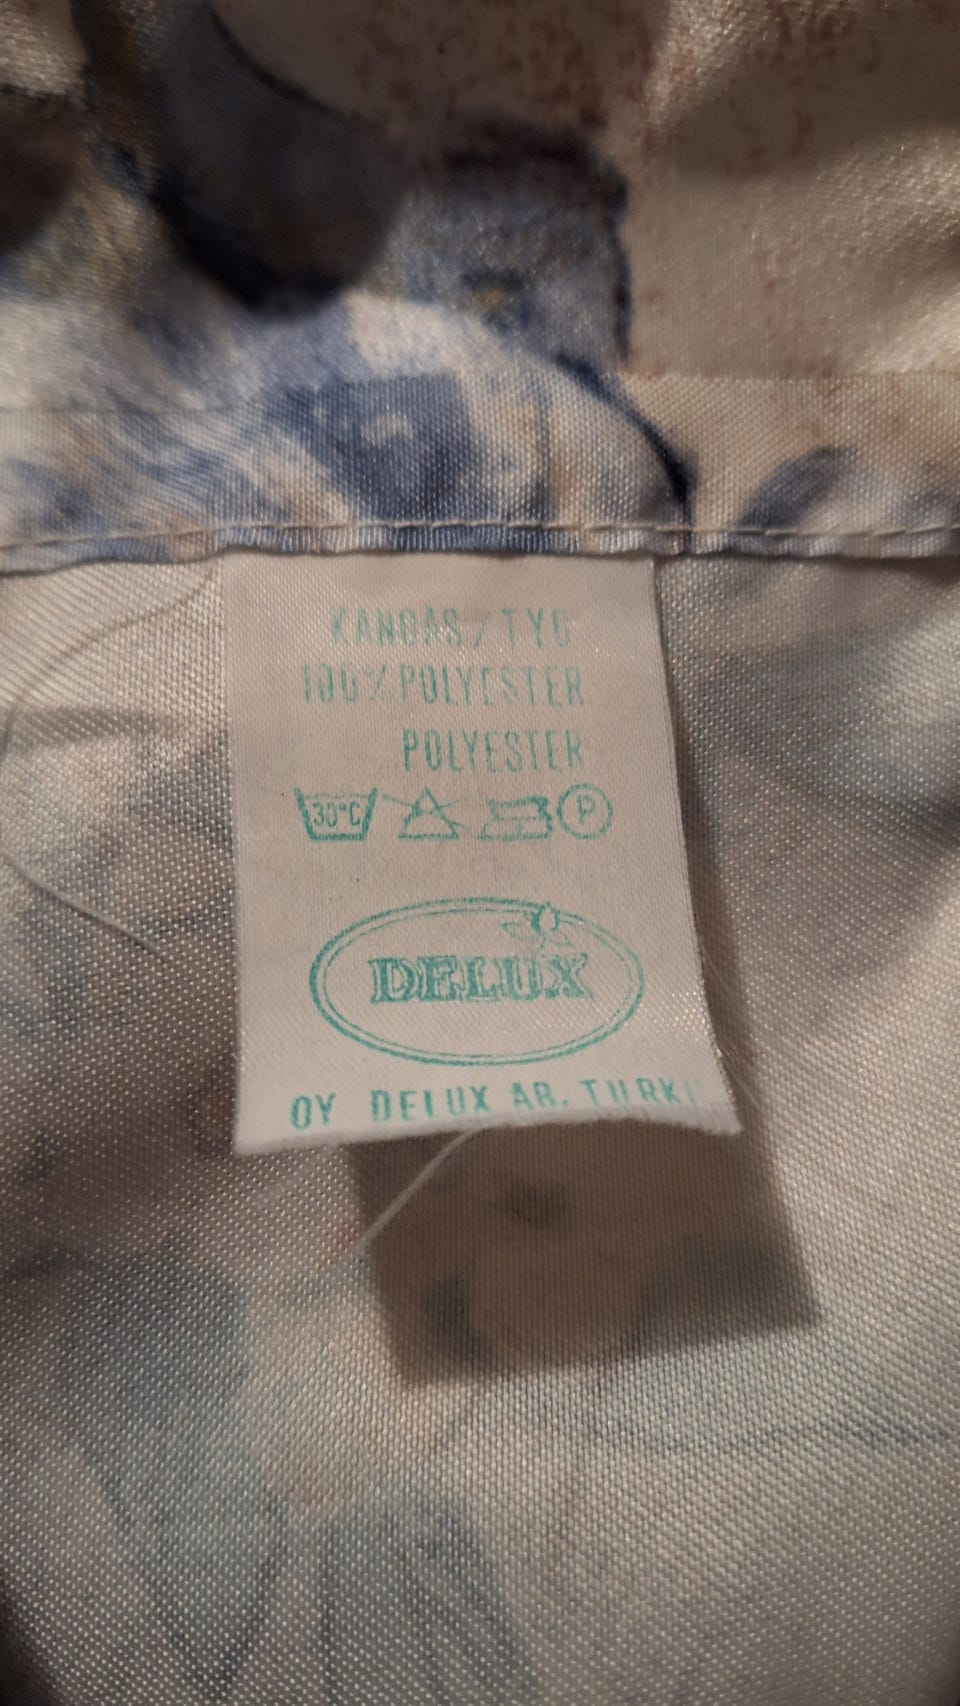 KANGAS/TYG
100% POLYESTER
POLYESTER
30°C P
DELUX
OY DELUX AB. TURKU